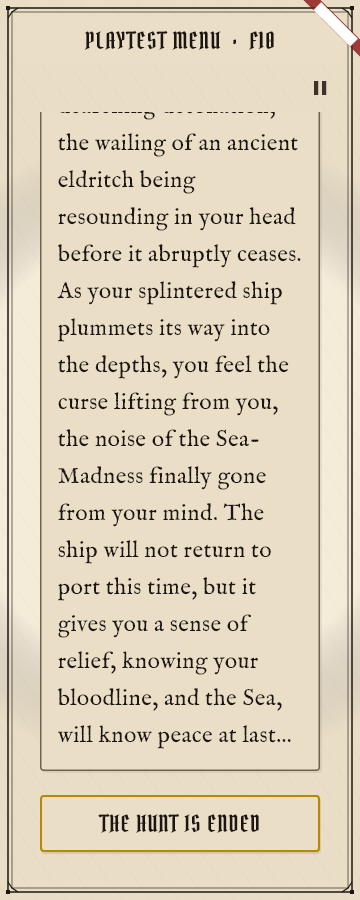 PLAYTEST MENU · F10
the wailing of an ancient
eldritch being
resounding in your head
before it abruptly ceases.
As your splintered ship
plummets its way into
the depths, you feel the
curse lifting from you,
the noise of the Sea-
Madness finally gone
from your mind. The
ship will not return to
port this time, but it
gives you a sense of
relief, knowing your
bloodline, and the Sea,
will know peace at last...
THE HUNT IS ENDED